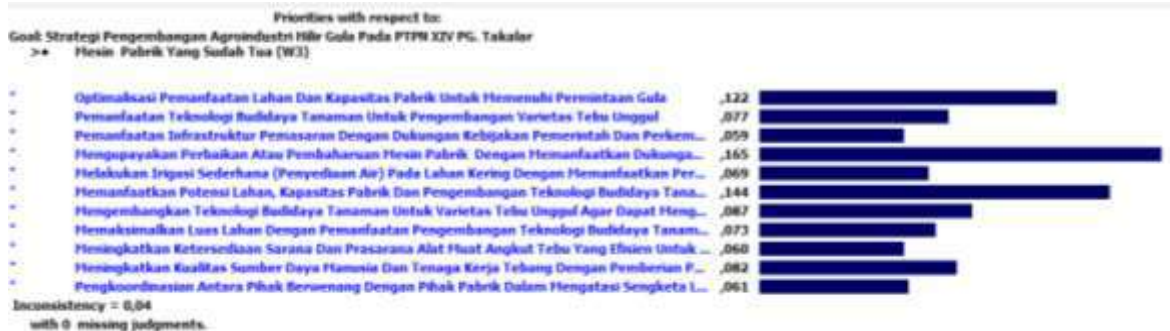 Priorities with respect to:
Goal: Strategi Pengembangan Agroindustri Hilir Gula Pada PTPN XIV PG. Takalar
>• Mesin Pabrik Yang Sudah Tua (W3)
Optimalisasi Pemanfaatan Lahan Dan Kapasitas Pabrik Untuk Memenuhi Permintaan Gula ,122
Pemanfaatan Teknologi Budidaya Tanaman Untuk Pengembangan Varietas Tebu Unggul ,077
Pemanfaatan Infrastruktur Pemasaran Dengan Dukungan Kebijakan Pemerintah Dan Perkem... ,059
Mengupayakan Perbaikan Atau Pembaharuan Mesin Pabrik Dengan Memanfaatkan Dukunga... ,165
Melakukan Irigasi Sederhana (Penyediaan Air) Pada Lahan Kering Dengan Memanfaatkan Per... ,069
Memanfaatkan Potensi Lahan, Kapasitas Pabrik Dan Pengembangan Teknologi Budidaya Tana... ,144
Mengembangkan Teknologi Budidaya Tanaman Untuk Varietas Tebu Unggul Agar Dapat Meng... ,087
Memaksimalkan Luas Lahan Dengan Pemanfaatan Pengembangan Teknologi Budidaya Tanam... ,073
Meningkatkan Ketersediaan Sarana Dan Prasarana Alat Muat Angkut Tebu Yang Efisien Untuk ... ,060
Meningkatkan Kualitas Sumber Daya Manusia Dan Tenaga Kerja Tebang Dengan Pemberian P... ,082
Pengkoordinasian Antara Pihak Berwenang Dengan Pihak Pabrik Dalam Mengatasi Sengketa L... ,061
Inconsistency = 0,04
with 0 missing judgments.